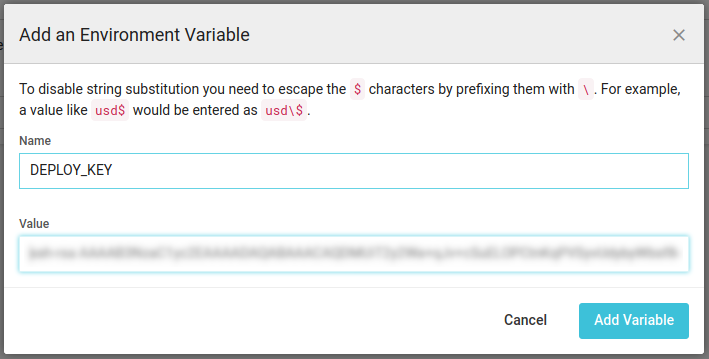 Add an Environment Variable
To disable string substitution you need to escape the $ characters by prefixing them with \. For example,
a value like usd$ would be entered as usd\$.
Name
DEPLOY_KEY
Value
Cancel Add Variable